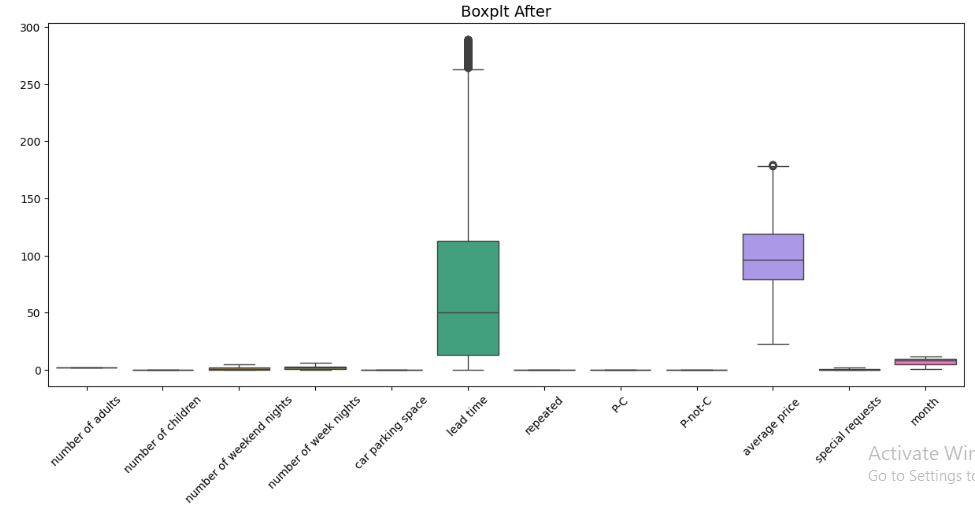 Boxplt After
300
250
200
150
100
50
0
number of adults
number of children
number of weekend nights
number of week nights
car parking space
lead time
repeated
P-C
P-not-C
average price
special requests
month
Activate Win
Go to Settings to